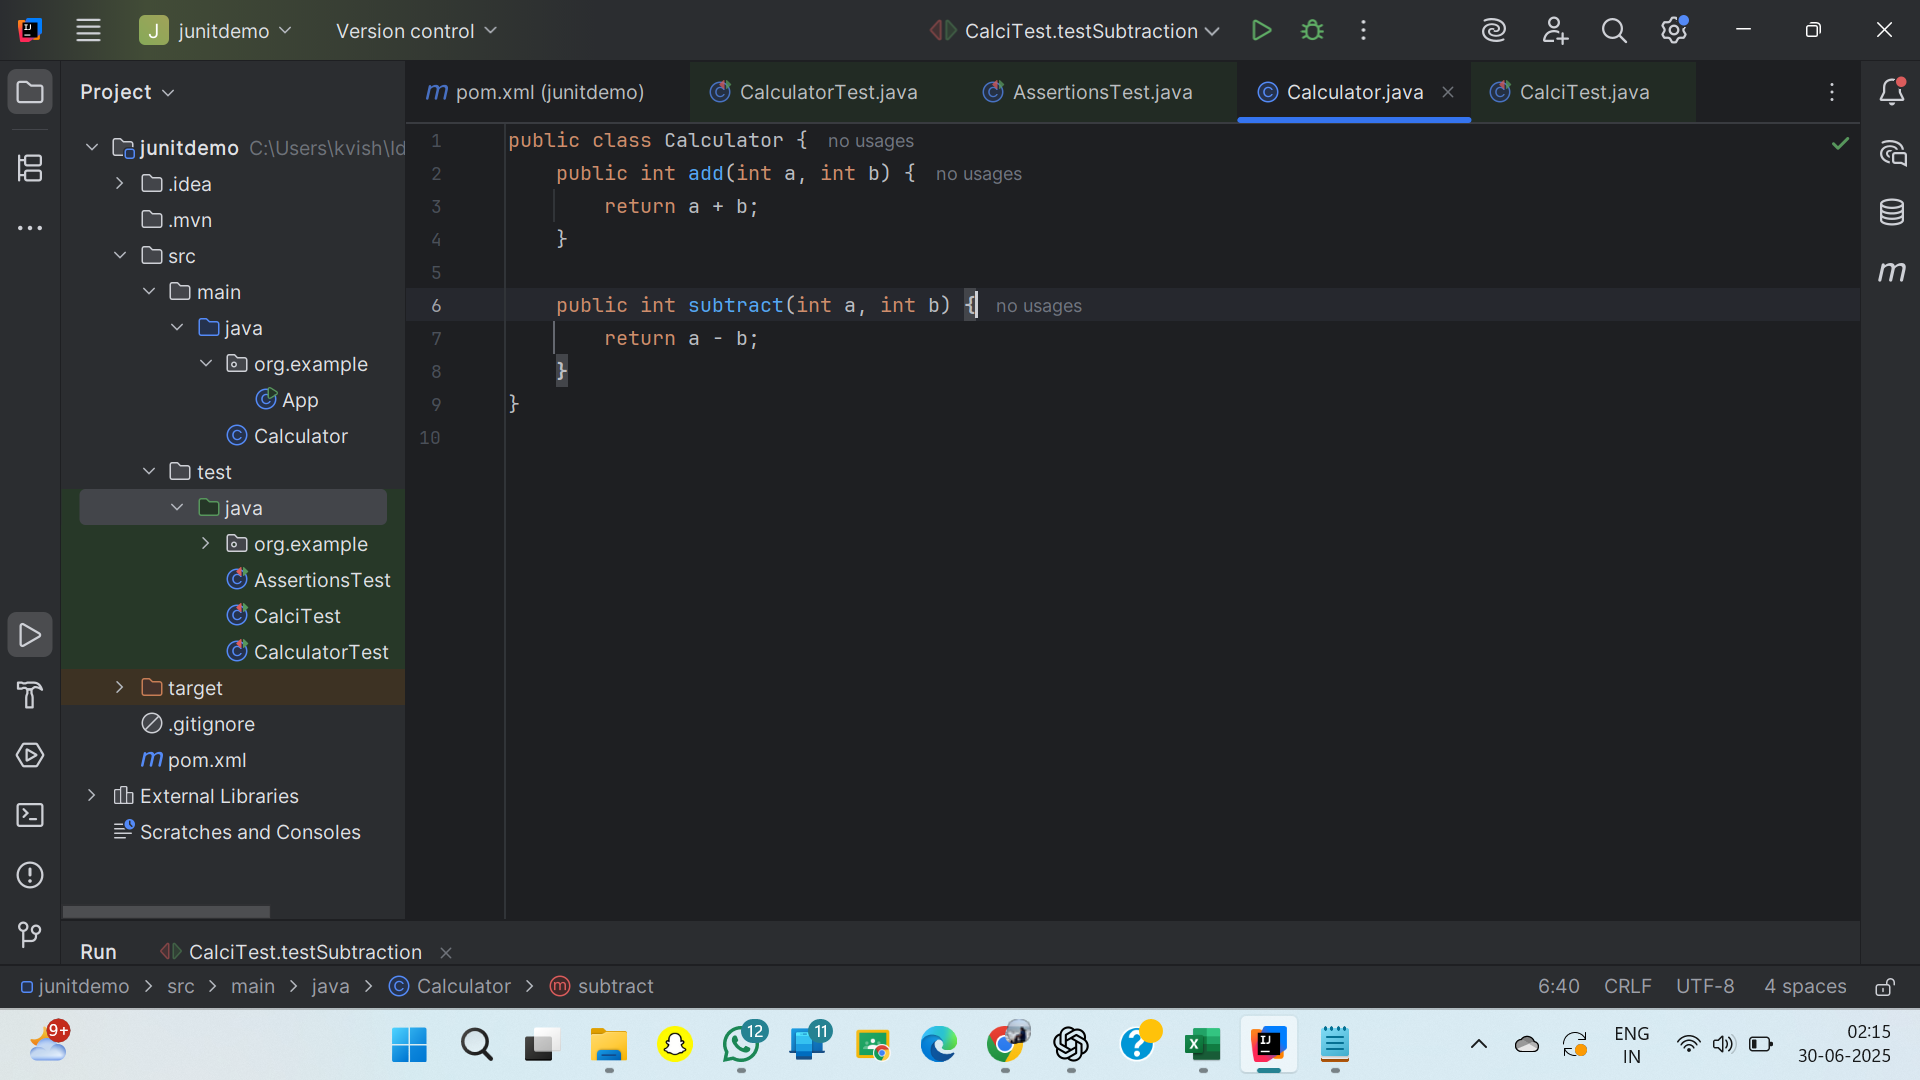 J junitdemo Version control CalciTest.testSubtraction
Project
pom.xml (junitdemo) CalculatorTest.java AssertionsTest.java Calculator.java CalciTest.java
junitdemo C:\Users\kvish\Id
.idea
.mvn
src
main
java
org.example
App
Calculator
test
java
org.example
AssertionsTest
CalciTest
CalculatorTest
target
.gitignore
pom.xml
External Libraries
Scratches and Consoles
1 public class Calculator { no usages
2 public int add(int a, int b) { no usages
3 return a + b;
4 }
5
6 public int subtract(int a, int b) { no usages
7 return a - b;
8 }
9 }
10
Run CalciTest.testSubtraction
junitdemo > src > main > java > Calculator > subtract 6:40 CRLF UTF-8 4 spaces
9+ 12 11 ENG 02:15
IN 30-06-2025